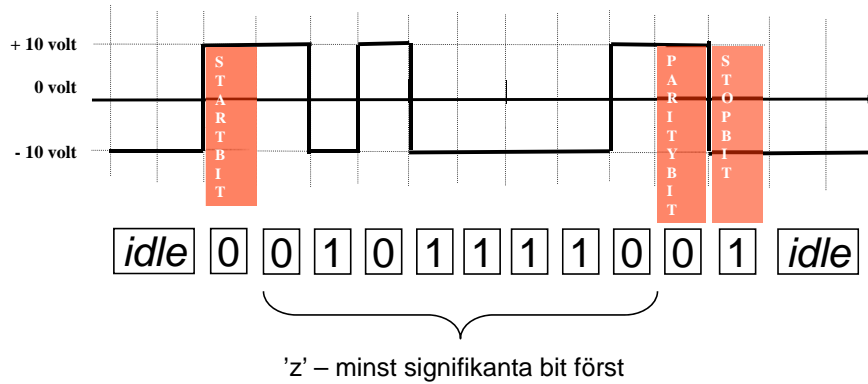 + 10 volt
0 volt
- 10 volt
STARTBIT
PARITYBIT
STOPBIT
idle 0 0 1 0 1 1 1 1 0 0 1 idle
’z’ – minst signifikanta bit först